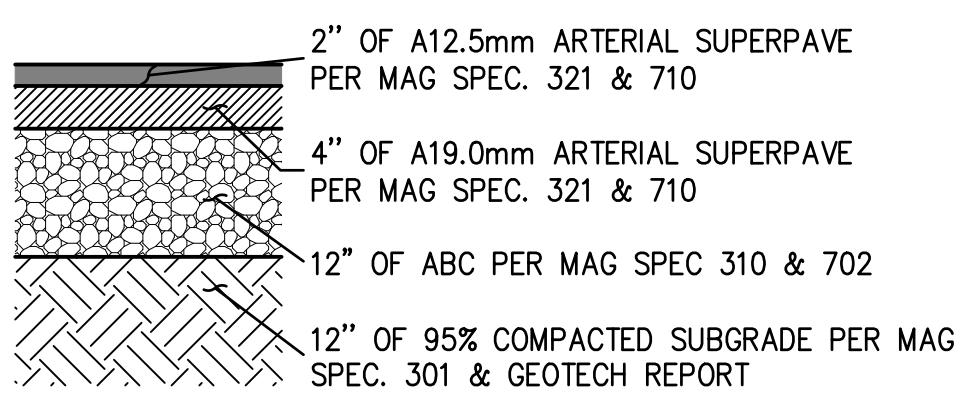 2” OF A12.5mm ARTERIAL SUPERPAVE
PER MAG SPEC. 321 & 710
4” OF A19.0mm ARTERIAL SUPERPAVE
PER MAG SPEC. 321 & 710
12” OF ABC PER MAG SPEC 310 & 702
12” OF 95% COMPACTED SUBGRADE PER MAG
SPEC. 301 & GEOTECH REPORT